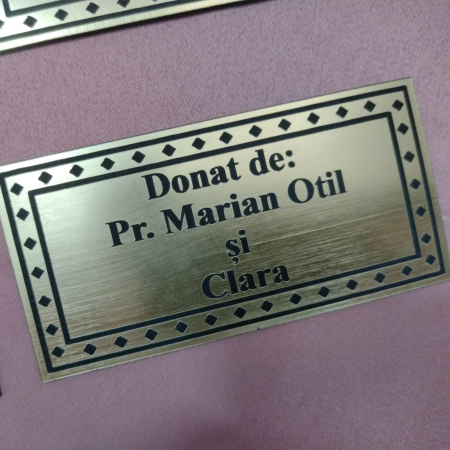 Donat de:
Pr. Marian Otil
și
Clara